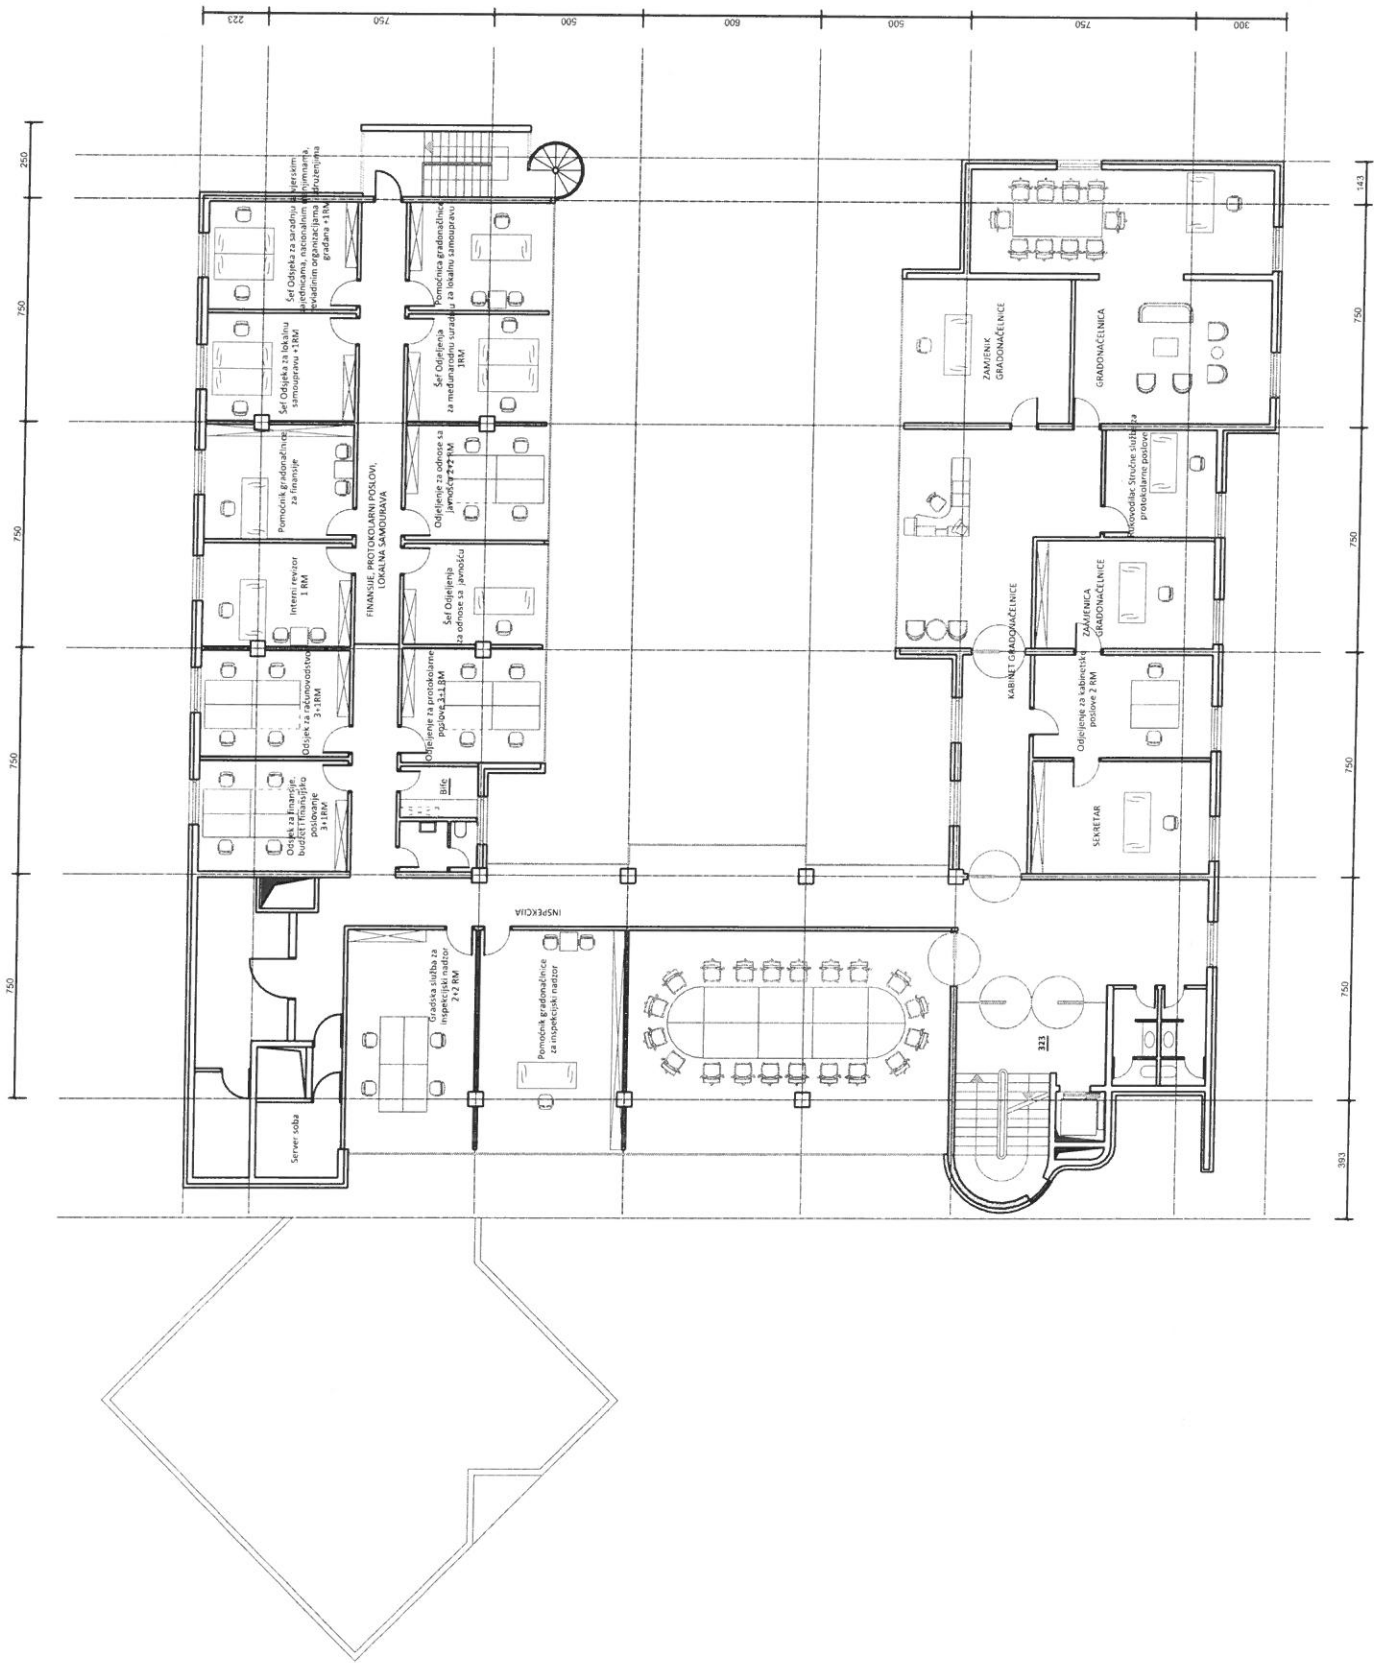 223
750
500
600
500
750
300
250
750
750
750
750
143
750
750
750
750
393
Šef Odsjeka za saradnju
vjerskim
zajednicama, nacionalnim
manjinama,
nevladinim organizacijama
udruženjima
građana +1RM
Pomoćnica gradonačelnice
za lokalnu samoupravu
Šef Odsjeka za lokalnu
samoupravu +1RM
Šef Odjeljenja
za međunarodnu suradnju
1RM
Pomoćnik gradonačelnice
za finansije
Odjeljenje za odnose sa
javnošću 2+2 RM
FINANSIJE, PROTOKOLARNI POSLOVI,
LOKALNA SAMOURAVA
Interni revizor
1 RM
Šef Odjeljenja
za odnose sa javnošću
Odsjek za računovodstvo
3+1RM
Odjeljenje za protokolarne
poslove 3+1 RM
Odsjek za finansije,
budžet i finansijsko
poslovanje
3+1RM
Bife
INSPEKCIJA
Gradska služba za
inspekcijski nadzor
2+2 RM
Pomoćnik gradonačelnice
za inspekcijski nadzor
Server soba
ZAMJENIK
GRADONAČELNICE
GRADONAČELNICA
Rukovodilac Stručne službe za
protokolarne poslove
KABINET GRADONAČELNICE
ZAMJENICA
GRADONAČELNICE
Odjeljenje za kabinetske
poslove 2 RM
SEKRETAR
323